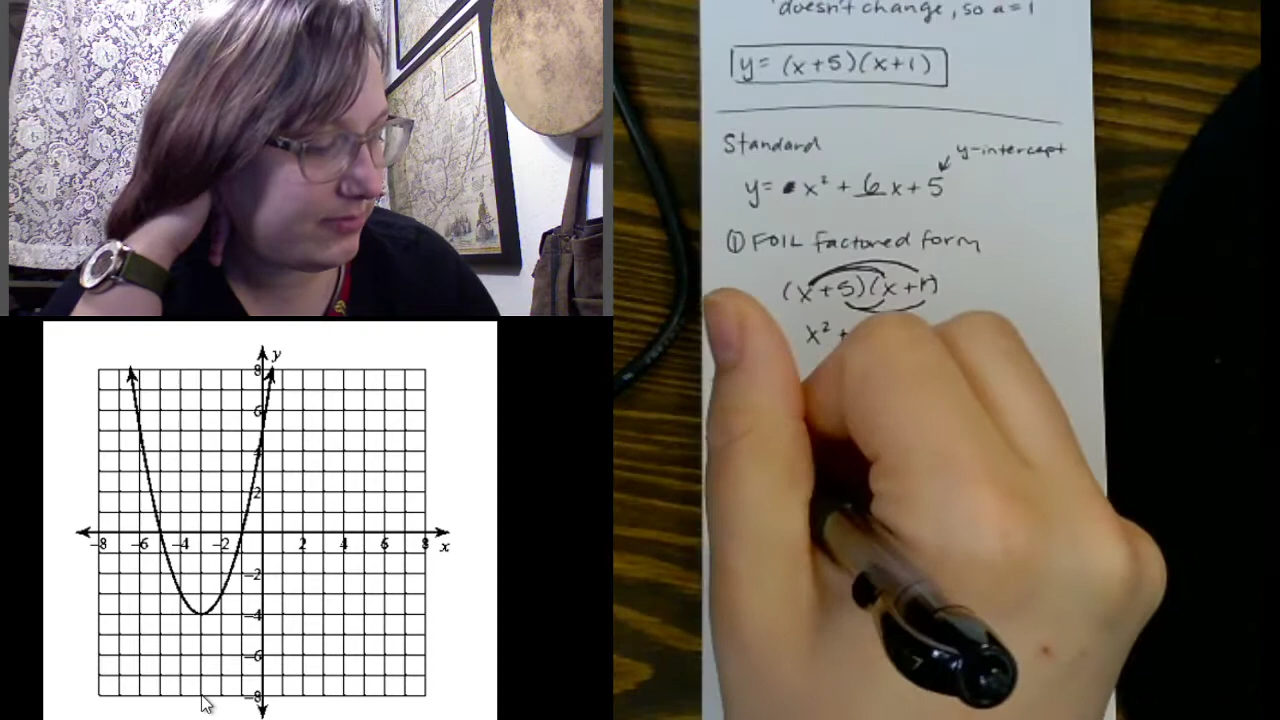 doesn't change, so a = 1
y = (x+5)(x+1)
Standard
y-intercept
y = x² + 6x + 5
① FOIL factored form
(x+5)(x+1)
x² +
y
8
6
4
2
-8 -6 -4 -2 2 4 6 8 x
-2
-4
-6
-8